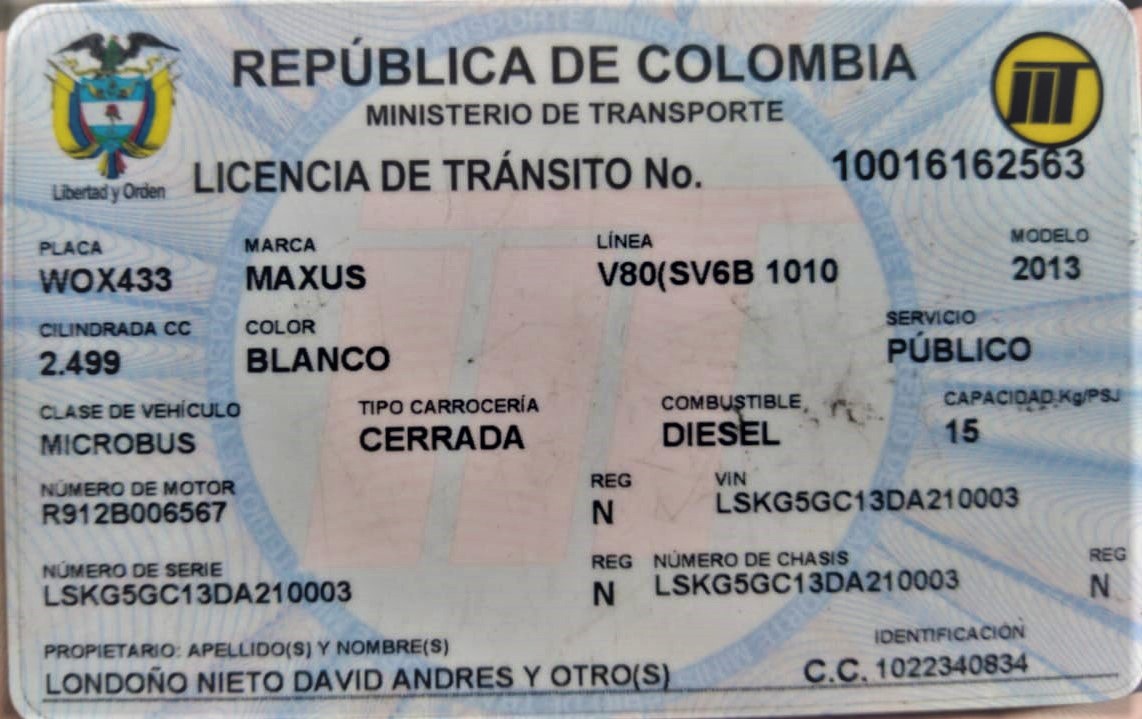 REPÚBLICA DE COLOMBIA
MINISTERIO DE TRANSPORTE
Libertad y Orden
LICENCIA DE TRÁNSITO No. 10016162563
PLACA MARCA LÍNEA MODELO
WOX433 MAXUS V80(SV6B 1010 2013
CILINDRADA CC COLOR SERVICIO
2.499 BLANCO PÚBLICO
CLASE DE VEHÍCULO TIPO CARROCERÍA COMBUSTIBLE CAPACIDAD Kg/PSJ
MICROBUS CERRADA DIESEL 15
NÚMERO DE MOTOR REG VIN
R912B006567 N LSKG5GC13DA210003
NÚMERO DE SERIE REG NÚMERO DE CHASIS REG
LSKG5GC13DA210003 N LSKG5GC13DA210003 N
PROPIETARIO: APELLIDO(S) Y NOMBRE(S) IDENTIFICACIÓN
LONDOÑO NIETO DAVID ANDRES Y OTRO(S) C.C. 1022340834